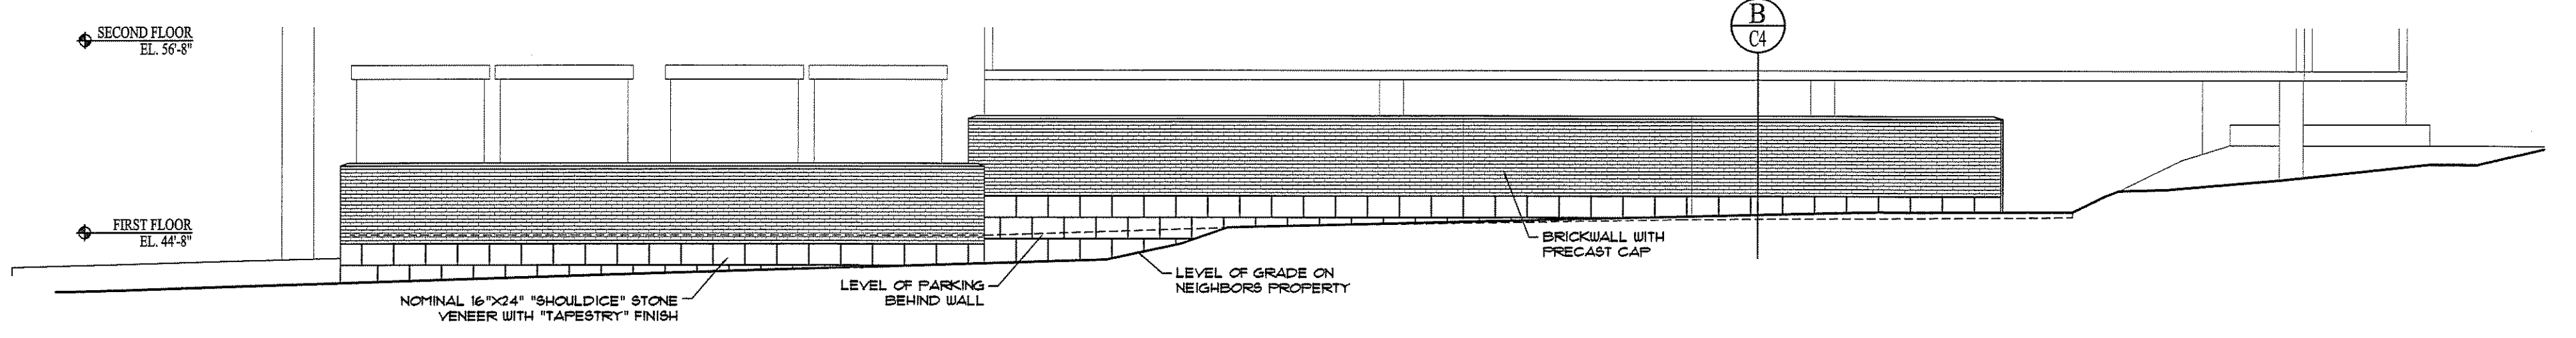 SECOND FLOOR
EL. 56'-8"
B
C4
FIRST FLOOR
EL. 44'-8"
BRICKWALL WITH
PRECAST CAP
LEVEL OF GRADE ON
NEIGHBORS PROPERTY
LEVEL OF PARKING
BEHIND WALL
NOMINAL 16"X24" "SHOULDICE" STONE
VENEER WITH "TAPESTRY" FINISH